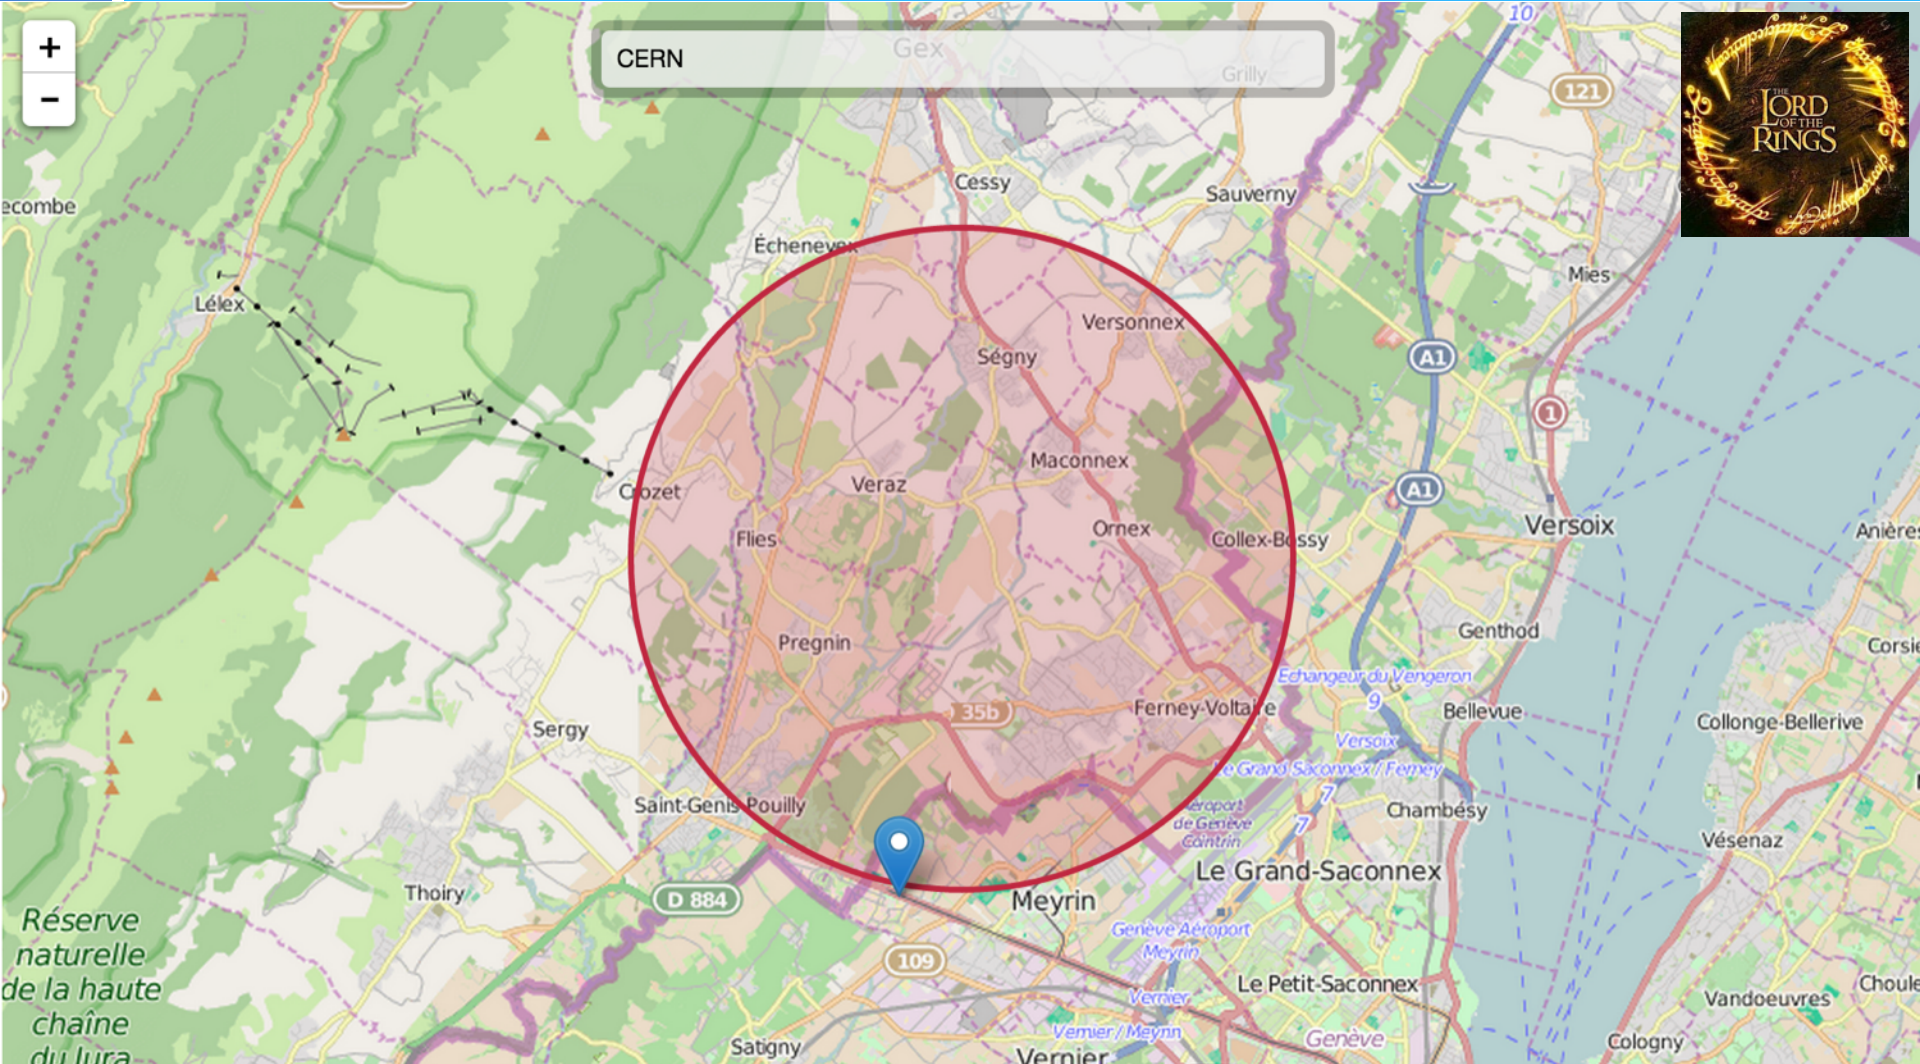 +
−
CERN
Gex
Grilly
10
121
THE
LORD
OF THE
RINGS
Cessy
Sauverny
ecombe
Échenevex
Mies
Lélex
Versonnex
Ségny
A1
1
Maconnex
Crozet
Veraz
A1
Ornex
Flies
Collex-Bossy
Versoix
Anières
Pregnin
Genthod
Corsie
Echangeur du Vengeron
9
35b
Ferney-Voltaire
Bellevue
Collonge-Bellerive
Sergy
Versoix
Le Grand Saconnex / Ferney
7
Saint-Genis-Pouilly
Aéroport
de Genève
Cointrin
7
Chambésy
Vésenaz
Le Grand-Saconnex
Thoiry
D 884
Meyrin
Réserve
naturelle
de la haute
chaîne
du Jura
Genève Aéroport
Meyrin
109
Le Petit-Saconnex
Choule
Vernier
Vandoeuvres
Vernier / Meyrin
Genève
Satigny
Vernier
Cologny